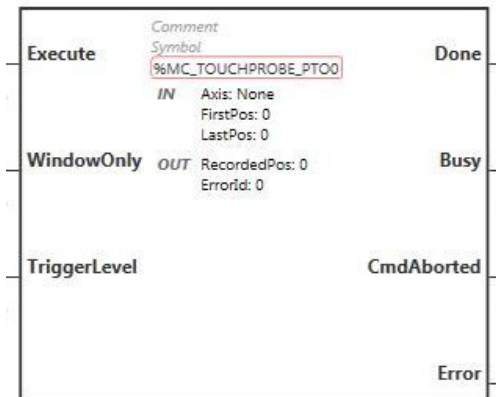 Comment
Execute
Symbol
Done
%MC_TOUCHPROBE_PTO0
IN Axis: None
FirstPos: 0
LastPos: 0
WindowOnly
OUT RecordedPos: 0
Busy
ErrorId: 0
TriggerLevel
CmdAborted
Error